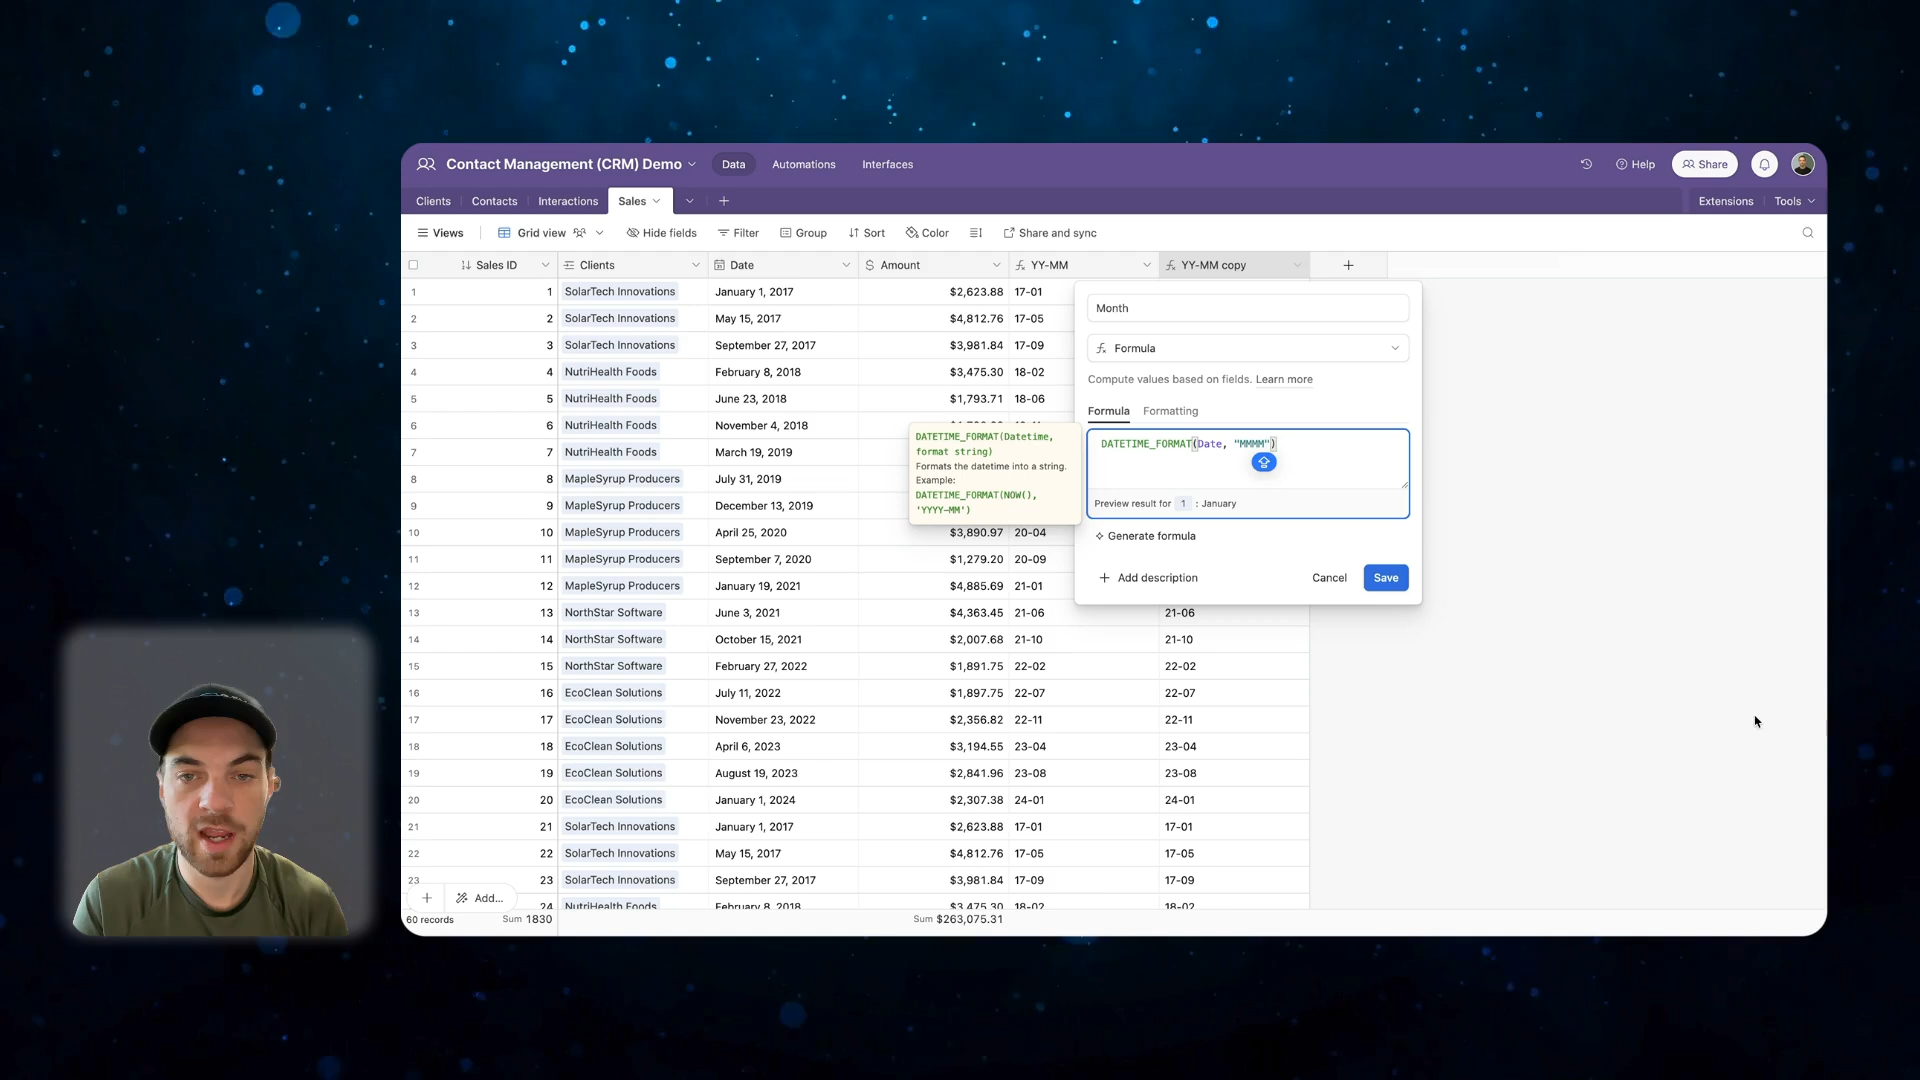 Contact Management (CRM) Demo Data Automations Interfaces Help Share
Clients Contacts Interactions Sales Extensions Tools
Views Grid view Hide fields Filter Group Sort Color Share and sync
Sales ID Clients Date Amount YY-MM YY-MM copy
1 1 SolarTech Innovations January 1, 2017 $2,623.88 17-01
2 2 SolarTech Innovations May 15, 2017 $4,812.76 17-05
3 3 SolarTech Innovations September 27, 2017 $3,981.84 17-09
4 4 NutriHealth Foods February 8, 2018 $3,475.30 18-02
5 5 NutriHealth Foods June 23, 2018 $1,793.71 18-06
6 6 NutriHealth Foods November 4, 2018
7 7 NutriHealth Foods March 19, 2019
8 8 MapleSyrup Producers July 31, 2019
9 9 MapleSyrup Producers December 13, 2019
10 10 MapleSyrup Producers April 25, 2020 $3,890.97 20-04
11 11 MapleSyrup Producers September 7, 2020 $1,279.20 20-09
12 12 MapleSyrup Producers January 19, 2021 $4,885.69 21-01
13 13 NorthStar Software June 3, 2021 $4,363.45 21-06 21-06
14 14 NorthStar Software October 15, 2021 $2,007.68 21-10 21-10
15 15 NorthStar Software February 27, 2022 $1,891.75 22-02 22-02
16 16 EcoClean Solutions July 11, 2022 $1,897.75 22-07 22-07
17 17 EcoClean Solutions November 23, 2022 $2,356.82 22-11 22-11
18 18 EcoClean Solutions April 6, 2023 $3,194.55 23-04 23-04
19 19 EcoClean Solutions August 19, 2023 $2,841.96 23-08 23-08
20 20 EcoClean Solutions January 1, 2024 $2,307.38 24-01 24-01
21 21 SolarTech Innovations January 1, 2017 $2,623.88 17-01 17-01
22 22 SolarTech Innovations May 15, 2017 $4,812.76 17-05 17-05
23 23 SolarTech Innovations September 27, 2017 $3,981.84 17-09 17-09
24 NutriHealth Foods February 8, 2018 $3,475.30 18-02 18-02
Add...
60 records Sum 1830 Sum $263,075.31
Month
Formula
Compute values based on fields. Learn more
Formula Formatting
DATETIME_FORMAT(Date, "MMMM")
Preview result for 1 : January
Generate formula
Add description Cancel Save
DATETIME_FORMAT(Datetime,
format string)
Formats the datetime into a string.
Example:
DATETIME_FORMAT(NOW(),
'YYYY-MM')